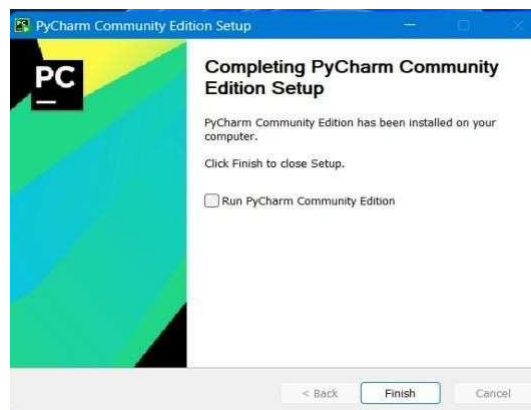 PyCharm Community Edition Setup
PC
Completing PyCharm Community
Edition Setup
PyCharm Community Edition has been installed on your
computer.
Click Finish to close Setup.
Run PyCharm Community Edition
< Back Finish Cancel